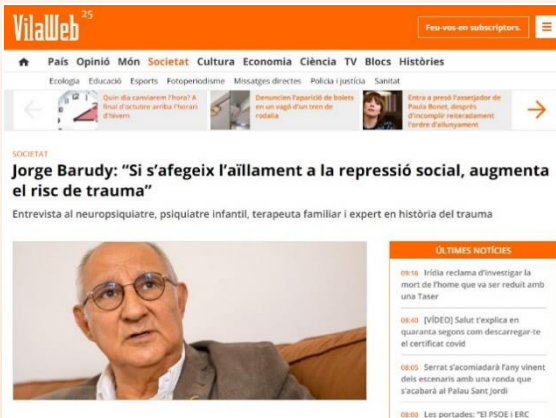 VilaWeb 25
Feu-vos-en subscriptors.
País Opinió Món Societat Cultura Economia Ciència TV Blocs Històries
Ecologia Educació Esports Fotoperiodisme Missatges directes Policia i justícia Sanitat
Quin dia canviarem l'hora? A
final d'octubre arriba l'horari
d'hivern
Denuncien l'aparició de bolets
en un vagó d'un tren de
rodalia
Entra a presó l'assetjador de
Paula Bonet, després
d'incomplir reiteradament
l'ordre d'allunyament
SOCIETAT
Jorge Barudy: “Si s’afegeix l’aïllament a la repressió social, augmenta
el risc de trauma”
Entrevista al neuropsiquiatre, psiquiatre infantil, terapeuta familiar i expert en història del trauma
ÚLTIMES NOTÍCIES
09:16 Irídia reclama d'investigar la
mort de l'home que va ser reduït amb
una Taser
08:40 [VÍDEO] Salut t'explica en
quaranta segons com descarregar-te
el certificat covid
08:05 Serrat s'acomiadarà l'any vinent
dels escenaris amb una ronda que
s'acabarà al Palau Sant Jordi
08:00 Les portades: "El PSOE i ERC